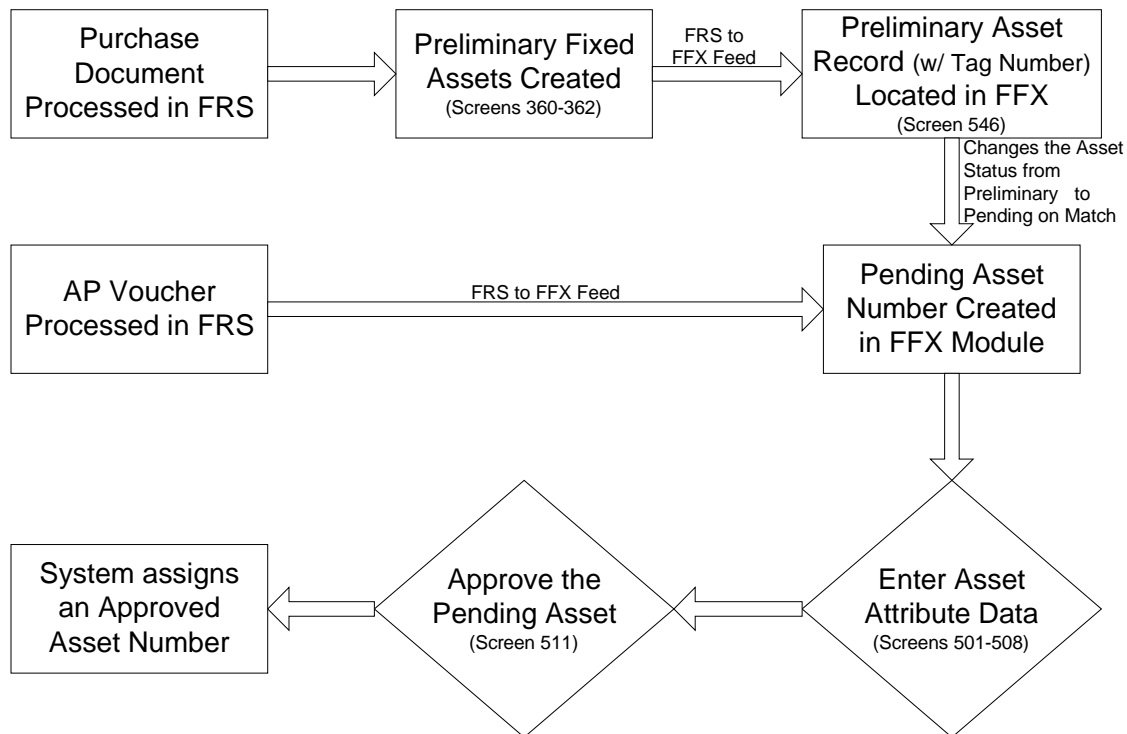 Purchase
Document
Processed in FRS
Preliminary Fixed
Assets Created
(Screens 360-362)
FRS to
FFX Feed
Preliminary Asset
Record (w/ Tag Number)
Located in FFX
(Screen 546)
Changes the Asset
Status from
Preliminary to
Pending on Match
AP Voucher
Processed in FRS
FRS to FFX Feed
Pending Asset
Number Created
in FFX Module
System assigns
an Approved
Asset Number
Approve the
Pending Asset
(Screen 511)
Enter Asset
Attribute Data
(Screens 501-508)